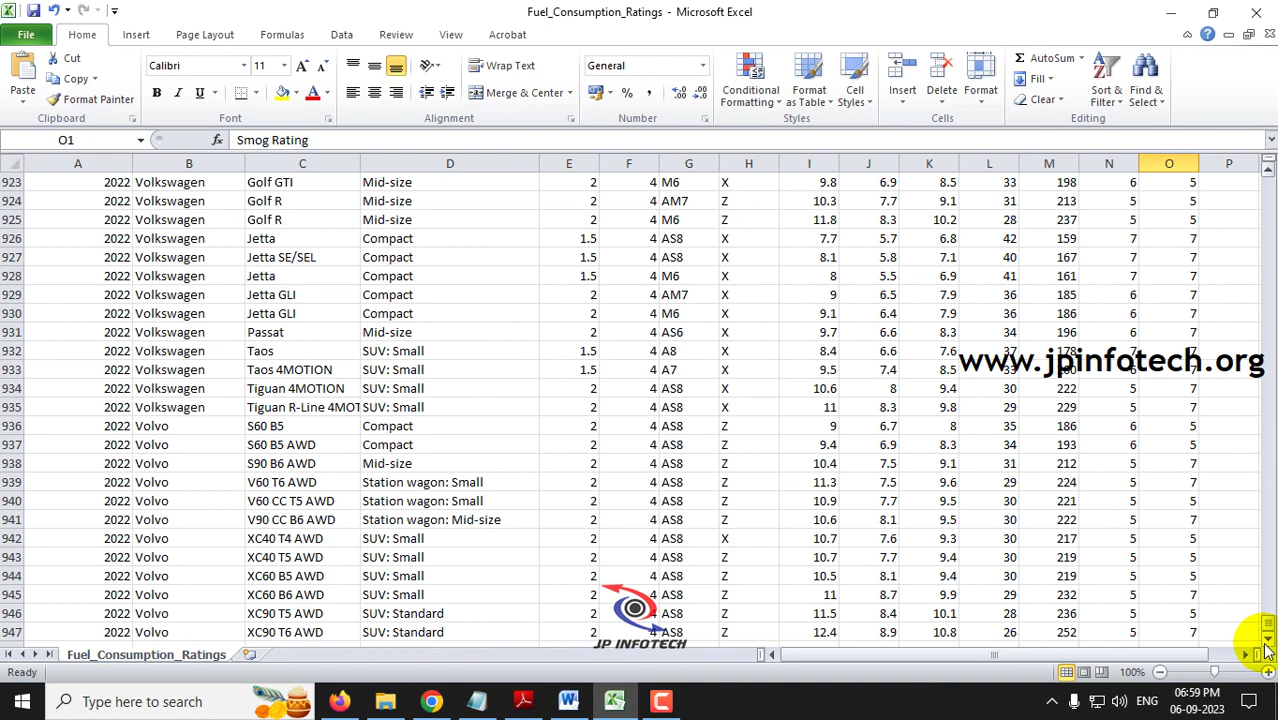 Fuel_Consumption_Ratings - Microsoft Excel
File Home Insert Page Layout Formulas Data Review View Acrobat
Cut
Copy
Format Painter
Paste
Clipboard
Calibri 11
B I U
Font
Wrap Text
Merge & Center
Alignment
General
% ,
Number
Conditional Formatting
Format as Table
Cell Styles
Styles
Insert Delete Format
Cells
AutoSum
Fill
Clear
Sort & Filter
Find & Select
Editing
O1 fx Smog Rating
A B C D E F G H I J K L M N O P
923 2022 Volkswagen Golf GTI Mid-size 2 4 M6 X 9.8 6.9 8.5 33 198 6 5
924 2022 Volkswagen Golf R Mid-size 2 4 AM7 Z 10.3 7.7 9.1 31 213 5 5
925 2022 Volkswagen Golf R Mid-size 2 4 M6 Z 11.8 8.3 10.2 28 237 5 5
926 2022 Volkswagen Jetta Compact 1.5 4 AS8 X 7.7 5.7 6.8 42 159 7 7
927 2022 Volkswagen Jetta SE/SEL Compact 1.5 4 AS8 X 8.1 5.8 7.1 40 167 7 7
928 2022 Volkswagen Jetta Compact 1.5 4 M6 X 8 5.5 6.9 41 161 7 7
929 2022 Volkswagen Jetta GLI Compact 2 4 AM7 X 9 6.5 7.9 36 185 6 7
930 2022 Volkswagen Jetta GLI Compact 2 4 M6 X 9.1 6.4 7.9 36 186 6 7
931 2022 Volkswagen Passat Mid-size 2 4 AS6 X 9.7 6.6 8.3 34 196 6 7
932 2022 Volkswagen Taos SUV: Small 1.5 4 A8 X 8.4 6.6 7.6 37 178 7
www.jpinfotech.org
933 2022 Volkswagen Taos 4MOTION SUV: Small 1.5 4 A7 X 9.5 7.4 8.5 7
934 2022 Volkswagen Tiguan 4MOTION SUV: Small 2 4 AS8 X 10.6 8 9.4 30 222 5 7
935 2022 Volkswagen Tiguan R-Line 4MOT SUV: Small 2 4 AS8 X 11 8.3 9.8 29 229 5 7
936 2022 Volvo S60 B5 Compact 2 4 AS8 Z 9 6.7 8 35 186 6 5
937 2022 Volvo S60 B5 AWD Compact 2 4 AS8 Z 9.4 6.9 8.3 34 193 6 5
938 2022 Volvo S90 B6 AWD Mid-size 2 4 AS8 Z 10.4 7.5 9.1 31 212 5 7
939 2022 Volvo V60 T6 AWD Station wagon: Small 2 4 AS8 Z 11.3 7.5 9.6 29 224 5 7
940 2022 Volvo V60 CC T5 AWD Station wagon: Small 2 4 AS8 Z 10.9 7.7 9.5 30 221 5 5
941 2022 Volvo V90 CC B6 AWD Station wagon: Mid-size 2 4 AS8 Z 10.6 8.1 9.5 30 222 5 7
942 2022 Volvo XC40 T4 AWD SUV: Small 2 4 AS8 X 10.7 7.6 9.3 30 217 5 5
943 2022 Volvo XC40 T5 AWD SUV: Small 2 4 AS8 Z 10.7 7.7 9.4 30 219 5 5
944 2022 Volvo XC60 B5 AWD SUV: Small 2 4 AS8 Z 10.5 8.1 9.4 30 219 5 5
945 2022 Volvo XC60 B6 AWD SUV: Small 2 4 AS8 Z 11 8.7 9.9 29 232 5 7
946 2022 Volvo XC90 T5 AWD SUV: Standard 2 4 AS8 Z 11.5 8.4 10.1 28 236 5 5
947 2022 Volvo XC90 T6 AWD SUV: Standard 2 4 AS8 Z 12.4 8.9 10.8 26 252 5 7
JP INFOTECH
Fuel_Consumption_Ratings
Ready 100%
Type here to search
ENG 06:59 PM
06-09-2023